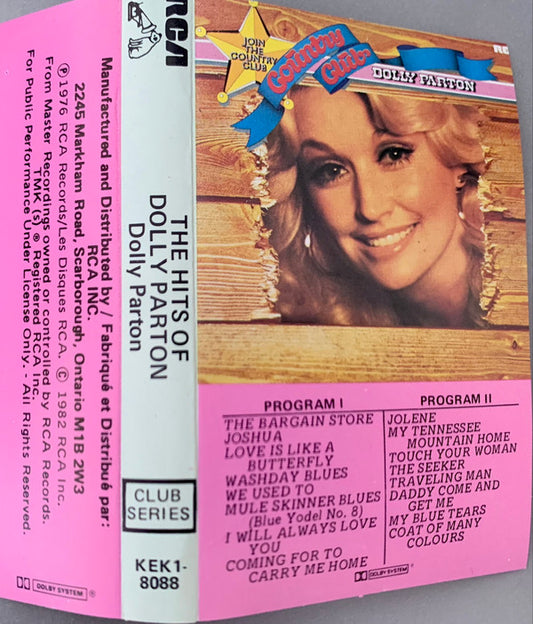 Manufactured and Distributed by / Fabriqué et Distribué par:
RCA INC.
2245 Markham Road, Scarborough, Ontario M1B 2W3
℗ 1976 RCA Records/Les Disques RCA. © 1982 RCA Inc.
From Master Recordings owned or controlled by RCA Records.
TMK (s) ® Registered RCA Inc.
For Public Performance Under License Only. - All Rights Reserved.
DOLBY SYSTEM ®
RCA
THE HITS OF
DOLLY PARTON
Dolly Parton
CLUB
SERIES
KEK1-
8088
JOIN
THE
COUNTRY
CLUB
Country
Club
DOLLY PARTON
PROGRAM I
THE BARGAIN STORE
JOSHUA
LOVE IS LIKE A
BUTTERFLY
WASHDAY BLUES
WE USED TO
MULE SKINNER BLUES
(Blue Yodel No. 8)
I WILL ALWAYS LOVE
YOU
COMING FOR TO
CARRY ME HOME
PROGRAM II
JOLENE
MY TENNESSEE
MOUNTAIN HOME
TOUCH YOUR WOMAN
THE SEEKER
TRAVELING MAN
DADDY COME AND
GET ME
MY BLUE TEARS
COAT OF MANY
COLOURS
DOLBY SYSTEM